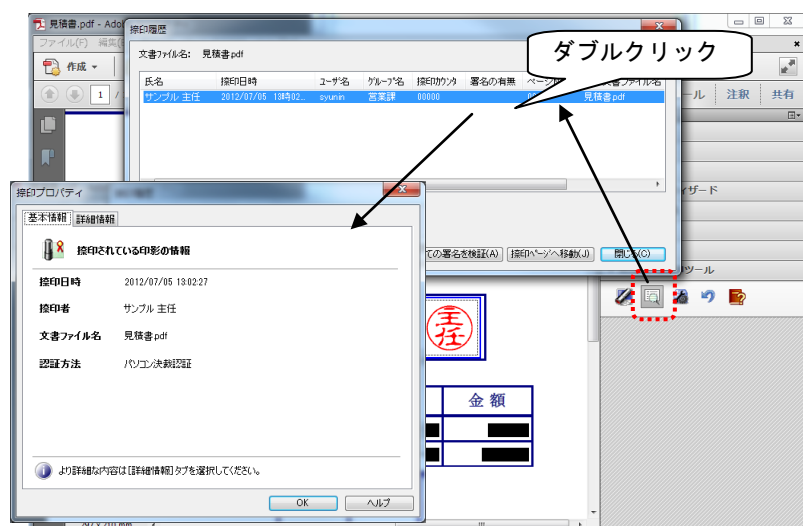 見積書.pdf - Ado
捺印履歴
ダブルクリック
ファイル(F) 編集(
文書ファイル名: 見積書.pdf
作成
氏名 捺印日時 ユーザ名 グループ名 捺印カウンタ 署名の有無 文書ファイル名
サンプル 主任 2012/07/05 13時02... syunin 営業課 00000 見積書.pdf
1 /
ール 注釈 共有
ィザード
捺印プロパティ
基本情報 詳細情報
捺印されている印影の情報
ての署名を検証(A) 捺印ページへ移動(J) 閉じる(C)
ツール
捺印日時 2012/07/05 13:02:27
捺印者 サンプル 主任
文書ファイル名 見積書.pdf
認証方法 パソコン決裁認証
主任
金 額
より詳細な内容は[詳細情報]タブを選択してください。
OK ヘルプ